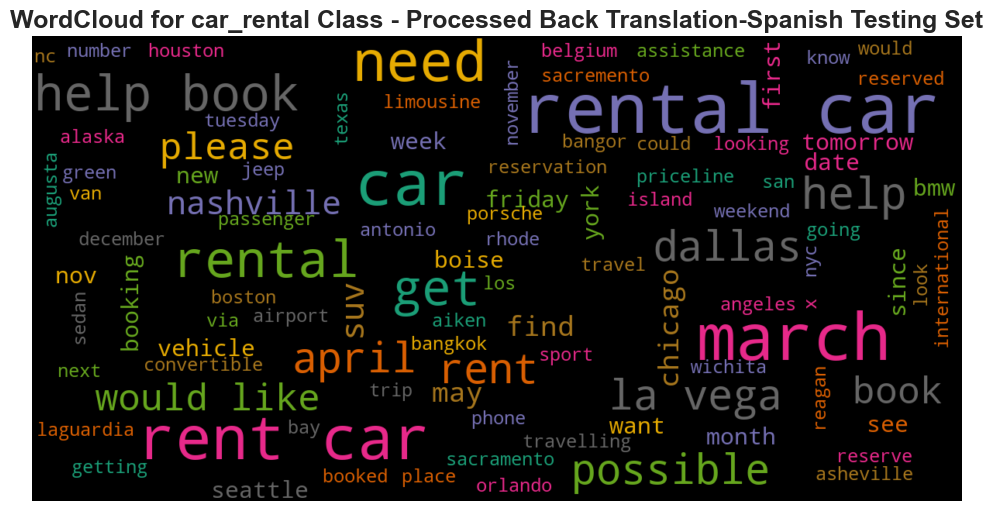 WordCloud for car_rental Class - Processed Back Translation-Spanish Testing Set
nc number houston need belgium assistance first know would
help book limousine sacremento reserved
tuesday texas november rental car
alaska please week bangor could looking tomorrow
augusta green van new jeep reservation priceline san help date bmw
nashville friday york island
passenger car porsche weekend
december antonio rhode dallas going nyc
nov booking rental boise travel chicago since look international
sedan boston suv get los angeles x
via airport aiken find march
vehicle april bangkok sport
next convertible rent wichita reagan
would like trip may la vega book
laguardia rent car bay phone want month see
getting travelling reserve
booked place sacramento possible asheville
seattle orlando